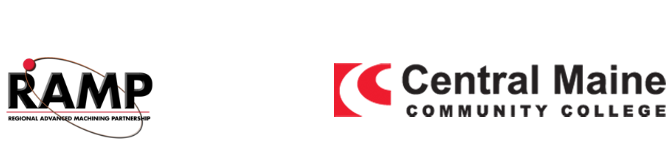 RAMP
REGIONAL ADVANCED MACHINING PARTNERSHIP
Central Maine
COMMUNITY COLLEGE